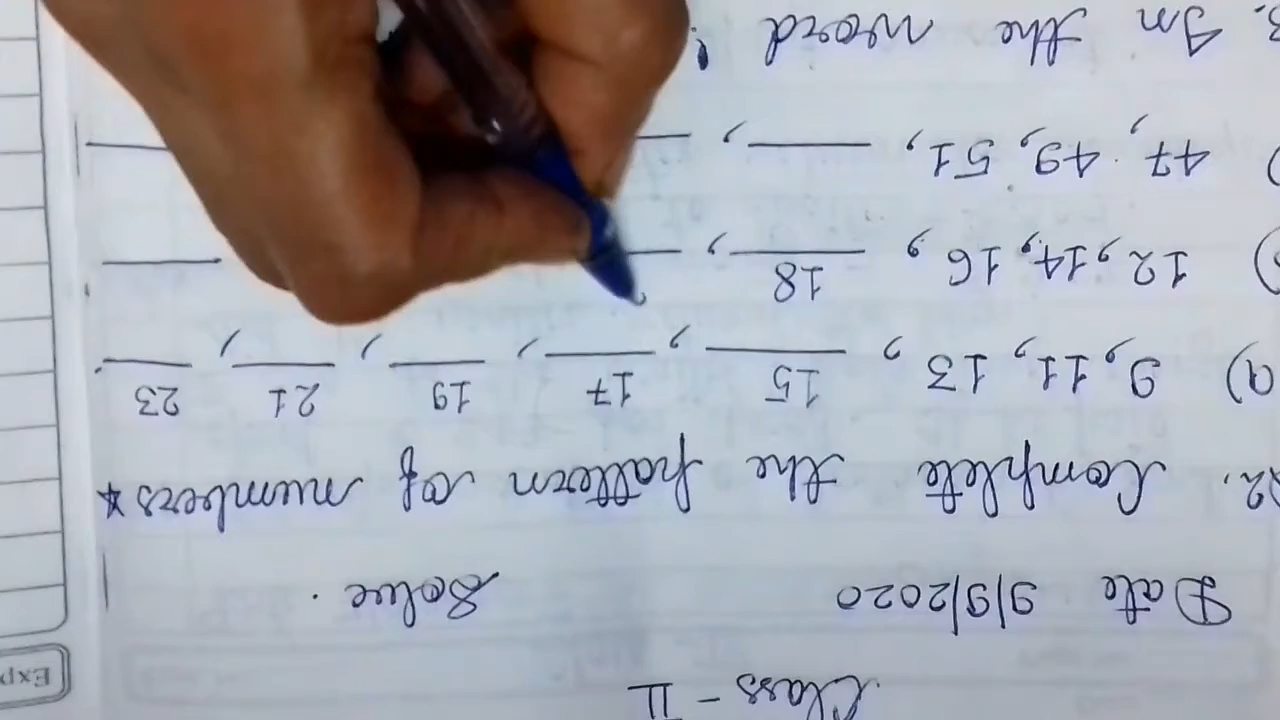 Class - II
Date 9/9/2020 Solve.
Q2. Complete the pattern of numbers *
a) 9, 11, 13, 15, 17, 19, 21, 23
12, 14, 16, 18,
47, 49, 51,
3. In the word